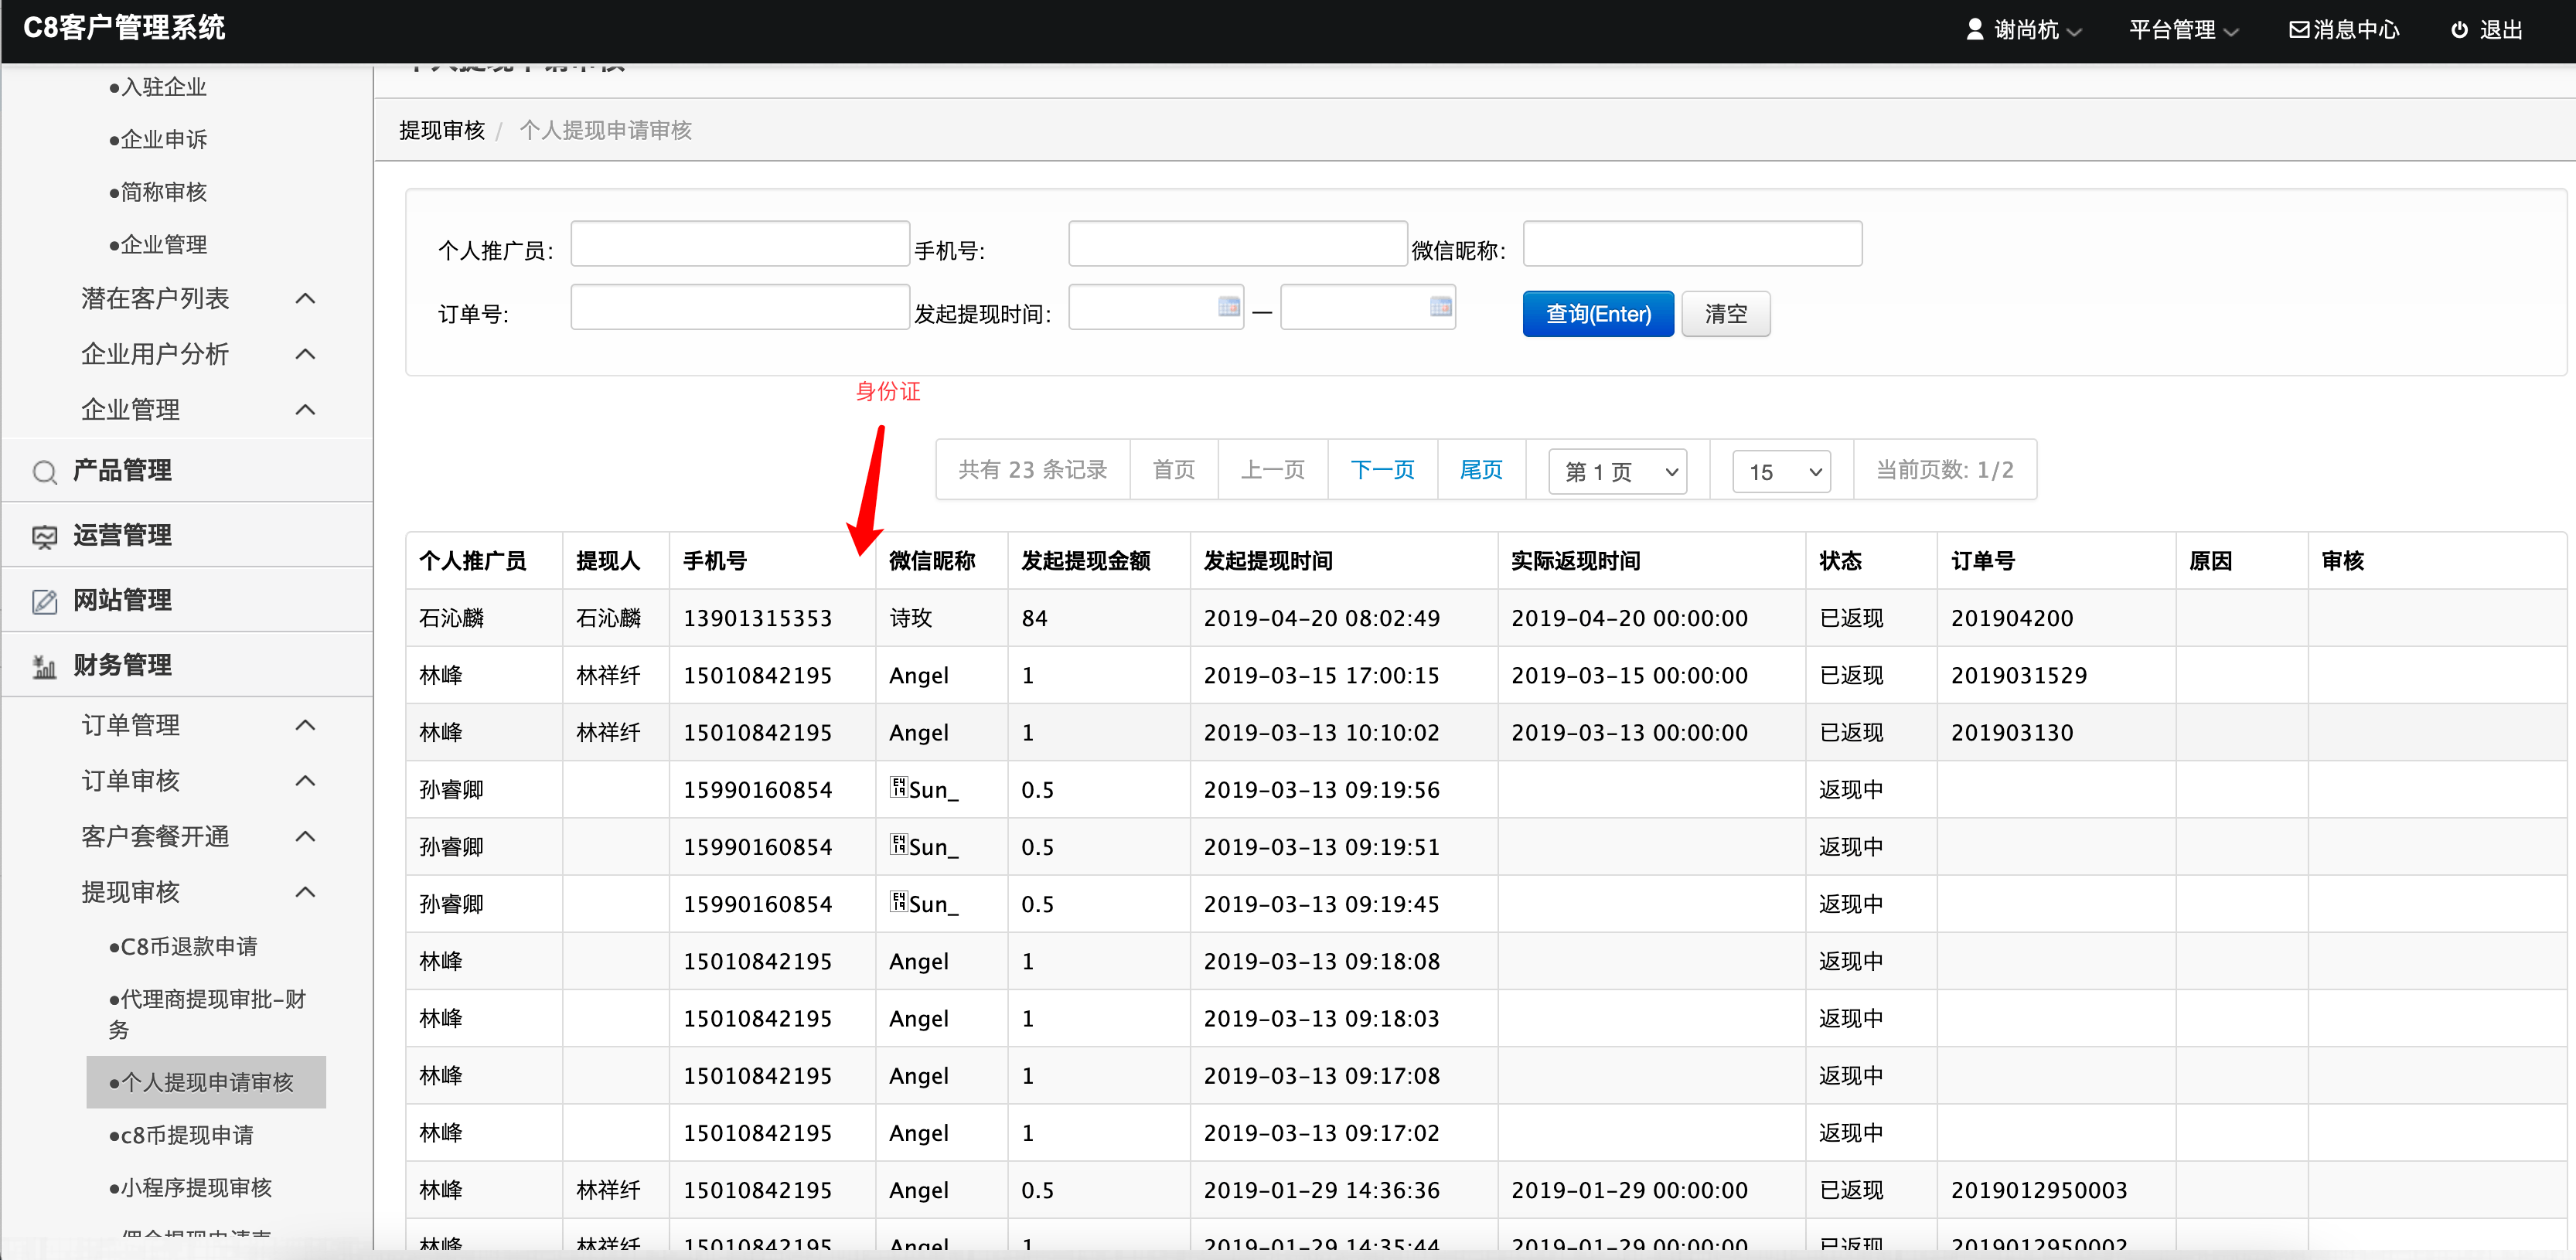 C8客户管理系统
谢尚杭 平台管理 消息中心 退出
●入驻企业
●企业申诉
●简称审核
●企业管理
潜在客户列表
企业用户分析
企业管理
产品管理
运营管理
网站管理
财务管理
订单管理
订单审核
客户套餐开通
提现审核
●C8币退款申请
●代理商提现审批-财
务
●个人提现申请审核
●c8币提现申请
●小程序提现审核
个人提现申请审核
提现审核 / 个人提现申请审核
个人推广员: 手机号: 微信昵称:
订单号: 发起提现时间: — 查询(Enter) 清空
身份证
共有 23 条记录 首页 上一页 下一页 尾页 第 1 页 15 当前页数: 1/2
个人推广员 提现人 手机号 微信昵称 发起提现金额 发起提现时间 实际返现时间 状态 订单号 原因 审核
石沁麟 石沁麟 13901315353 诗玫 84 2019-04-20 08:02:49 2019-04-20 00:00:00 已返现 201904200
林峰 林祥纤 15010842195 Angel 1 2019-03-15 17:00:15 2019-03-15 00:00:00 已返现 2019031529
林峰 林祥纤 15010842195 Angel 1 2019-03-13 10:10:02 2019-03-13 00:00:00 已返现 201903130
孙睿卿 15990160854 Sun_ 0.5 2019-03-13 09:19:56 返现中
孙睿卿 15990160854 Sun_ 0.5 2019-03-13 09:19:51 返现中
孙睿卿 15990160854 Sun_ 0.5 2019-03-13 09:19:45 返现中
林峰 15010842195 Angel 1 2019-03-13 09:18:08 返现中
林峰 15010842195 Angel 1 2019-03-13 09:18:03 返现中
林峰 15010842195 Angel 1 2019-03-13 09:17:08 返现中
林峰 15010842195 Angel 1 2019-03-13 09:17:02 返现中
林峰 林祥纤 15010842195 Angel 0.5 2019-01-29 14:36:36 2019-01-29 00:00:00 已返现 2019012950003
林峰 林祥纤 15010842195 Angel 1 2019-01-29 14:35:44 2019-01-29 00:00:00 已返现 2019012950002